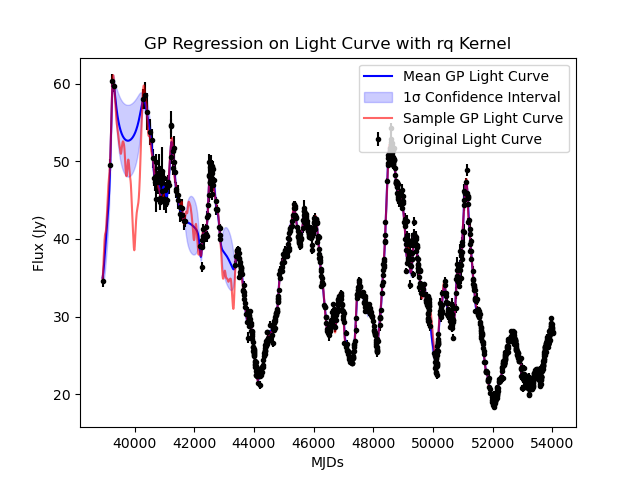 GP Regression on Light Curve with rq Kernel
Mean GP Light Curve
1σ Confidence Interval
Sample GP Light Curve
Original Light Curve
60
50
40
30
20
Flux (Jy)
40000 42000 44000 46000 48000 50000 52000 54000
MJDs